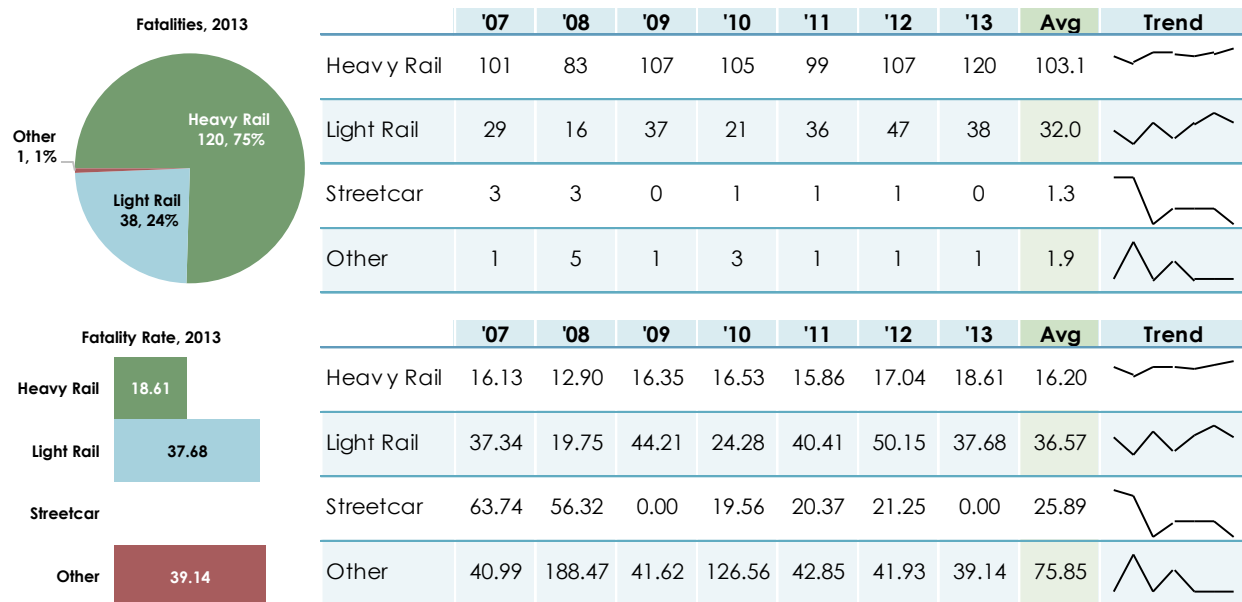 Fatalities, 2013
Heavy Rail
120, 75%
Other
1, 1%
Light Rail
38, 24%
'07 '08 '09 '10 '11 '12 '13 Avg Trend
Heavy Rail 101 83 107 105 99 107 120 103.1
Light Rail 29 16 37 21 36 47 38 32.0
Streetcar 3 3 0 1 1 1 0 1.3
Other 1 5 1 3 1 1 1 1.9
Fatality Rate, 2013
Heavy Rail 18.61
Light Rail 37.68
Streetcar
Other 39.14
'07 '08 '09 '10 '11 '12 '13 Avg Trend
Heavy Rail 16.13 12.90 16.35 16.53 15.86 17.04 18.61 16.20
Light Rail 37.34 19.75 44.21 24.28 40.41 50.15 37.68 36.57
Streetcar 63.74 56.32 0.00 19.56 20.37 21.25 0.00 25.89
Other 40.99 188.47 41.62 126.56 42.85 41.93 39.14 75.85